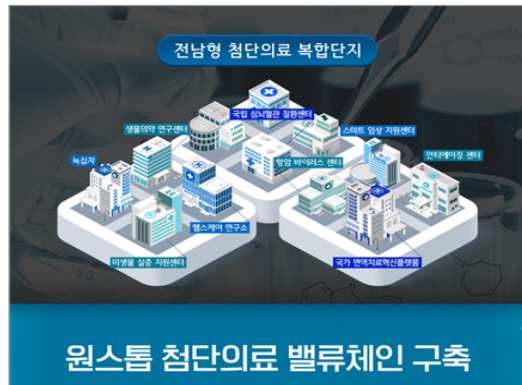 전남형 첨단의료 복합단지
국립 심뇌혈관 질환센터
생물의약 연구센터
스마트 임상 지원센터
녹십자
항암 바이러스 센터
안티에이징 센터
헬스케어 연구소
미생물 실증 지원센터
국가 면역치료혁신플랫폼
원스톱 첨단의료 밸류체인 구축